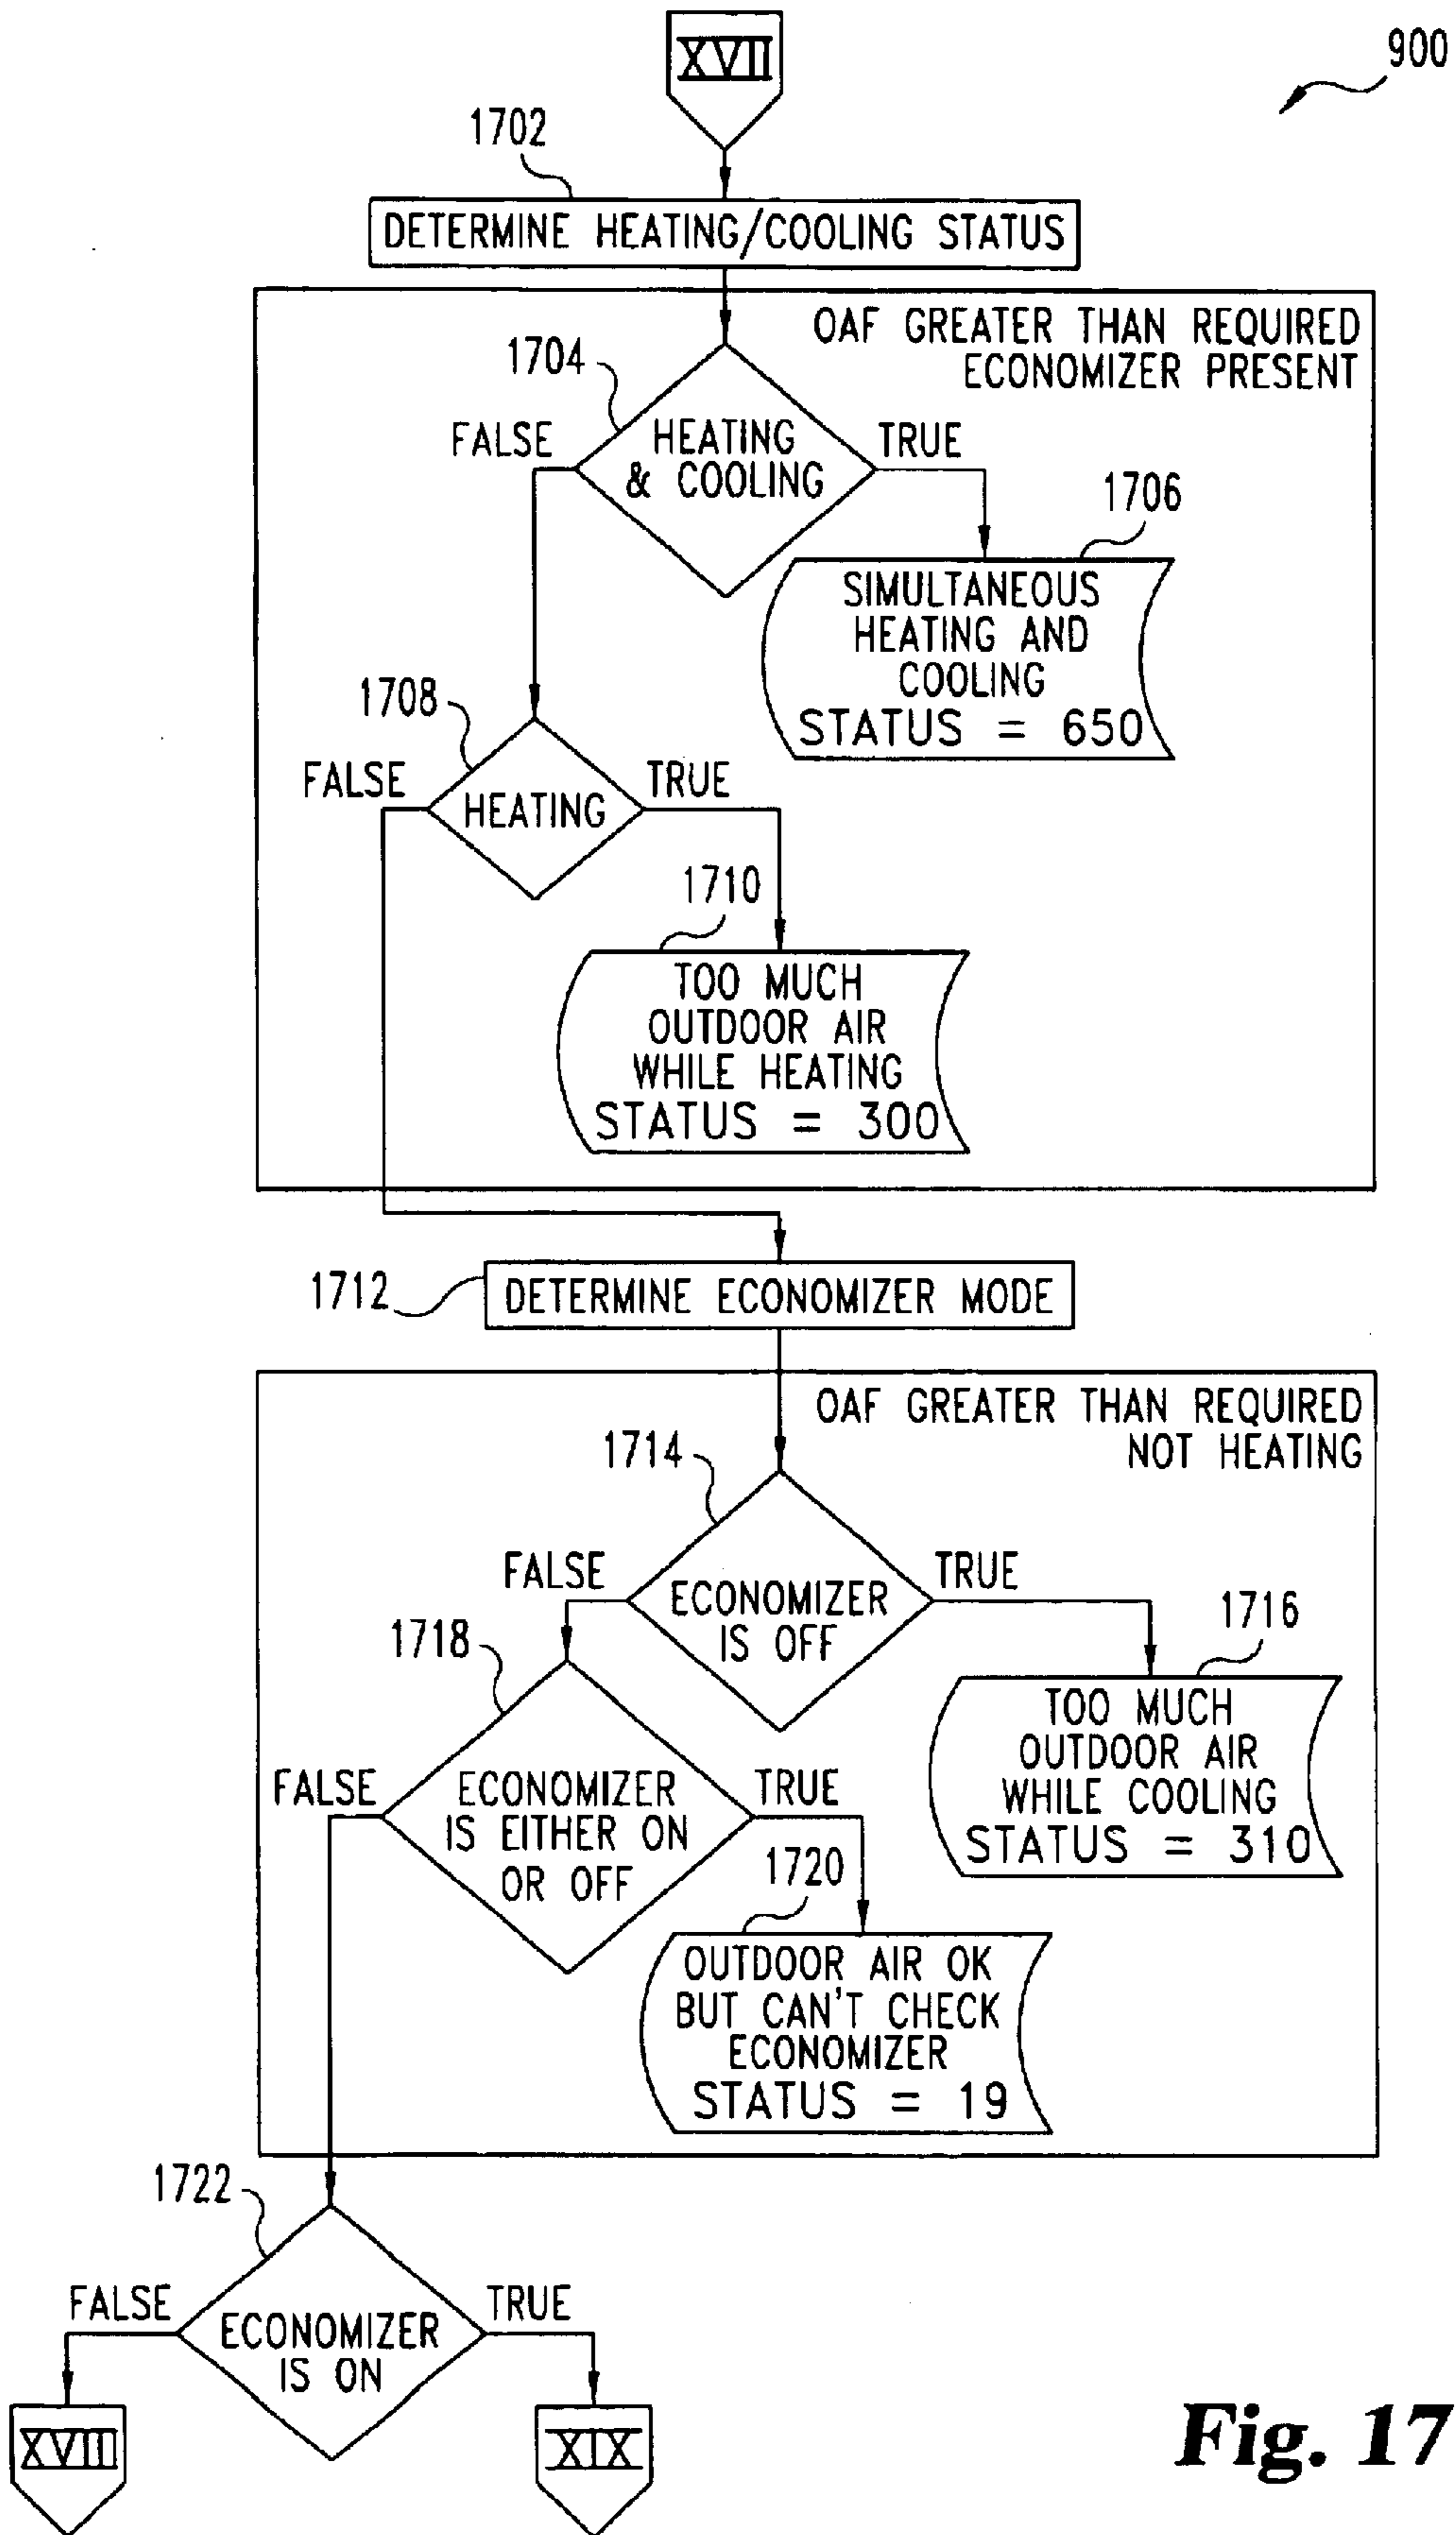 XVII
900
1702
DETERMINE HEATING/COOLING STATUS
OAF GREATER THAN REQUIRED
ECONOMIZER PRESENT
1704
FALSE
HEATING
& COOLING
TRUE
1706
SIMULTANEOUS
HEATING AND
COOLING
STATUS = 650
1708
FALSE
HEATING
TRUE
1710
TOO MUCH
OUTDOOR AIR
WHILE HEATING
STATUS = 300
1712
DETERMINE ECONOMIZER MODE
OAF GREATER THAN REQUIRED
NOT HEATING
1714
FALSE
ECONOMIZER
IS OFF
TRUE
1716
TOO MUCH
OUTDOOR AIR
WHILE COOLING
STATUS = 310
1718
FALSE
ECONOMIZER
IS EITHER ON
OR OFF
TRUE
1720
OUTDOOR AIR OK
BUT CAN'T CHECK
ECONOMIZER
STATUS = 19
1722
FALSE
ECONOMIZER
IS ON
TRUE
XVIII
XIX
Fig. 17